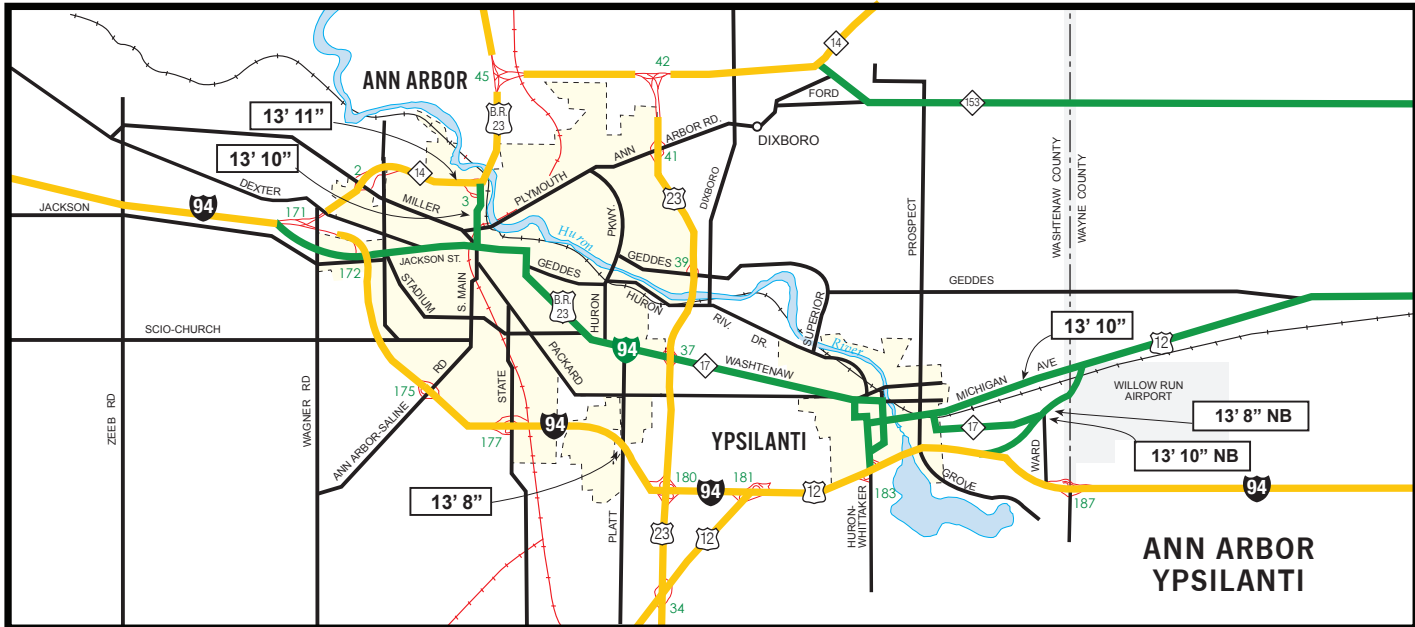 14
42
45
ANN ARBOR
FORD
B.R.
23
153
13' 11"
ARBOR RD.
DIXBORO
13' 10"
ANN
41
2
14
DEXTER
MILLER
3
PLYMOUTH
23
DIXBORO
94
JACKSON
171
PKWY.
PROSPECT
WASHTENAW COUNTY
WAYNE COUNTY
Huron
172
JACKSON ST.
GEDDES
GEDDES
39
GEDDES
STADIUM
S. MAIN
B.R.
23
HURON
HURON
RIV.
DR.
SUPERIOR
13' 10"
SCIO-CHURCH
River
12
94
37
17
WASHTENAW
PACKARD
MICHIGAN
AVE
WILLOW RUN
AIRPORT
ZEEB RD
WAGNER RD
175
STATE
ANN ARBOR-SALINE
RD
94
177
YPSILANTI
17
13' 8" NB
13' 10" NB
WARD
13' 8"
180
94
181
12
183
GROVE
187
94
PLATT
23
12
HURON-
WHITTAKER
34
ANN ARBOR
YPSILANTI